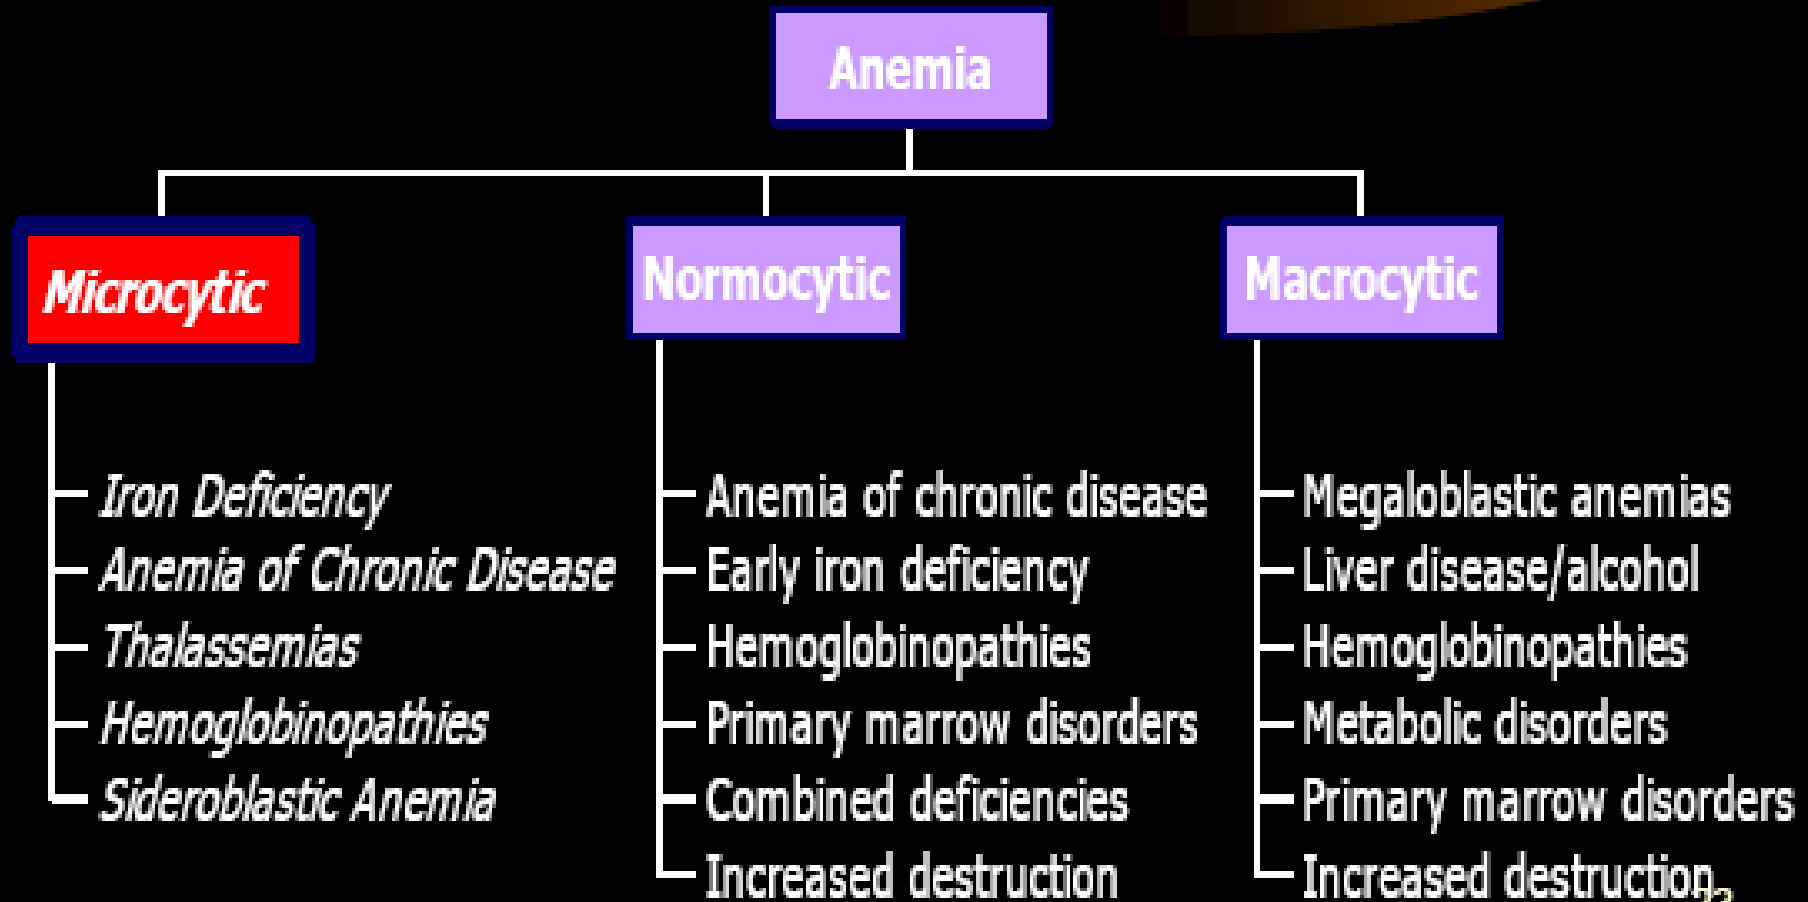 Anemia
Microcytic
Normocytic
Macrocytic
Iron Deficiency
Anemia of Chronic Disease
Thalassemias
Hemoglobinopathies
Sideroblastic Anemia
Anemia of chronic disease
Early iron deficiency
Hemoglobinopathies
Primary marrow disorders
Combined deficiencies
Increased destruction
Megaloblastic anemias
Liver disease/alcohol
Hemoglobinopathies
Metabolic disorders
Primary marrow disorders
Increased destruction